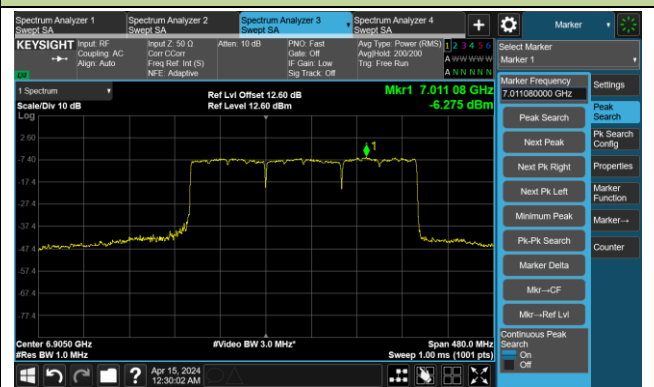 Spectrum Analyzer 1
Swept SA
Spectrum Analyzer 2
Swept SA
Spectrum Analyzer 3
Swept SA
Spectrum Analyzer 4
Swept SA
+
Marker
KEYSIGHT
Input: RF
Coupling: AC
Align: Auto
Input Z: 50 Ω
Corr CCorr
Freq Ref: Int (S)
NFE: Adaptive
Atten: 10 dB
PNO: Fast
Gate: Off
IF Gain: Low
Sig Track: Off
Avg Type: Power (RMS)
Avg|Hold: 200/200
Trig: Free Run
1 2 3 4 5 6
A W W W W W
A N N N N N
LW
Select Marker
Marker 1
1 Spectrum
Scale/Div 10 dB
Log
Ref Lvl Offset 12.60 dB
Ref Level 12.60 dBm
Mkr1 7.011 08 GHz
-6.275 dBm
2.60
-7.40
-17.4
-27.4
-37.4
-47.4
-57.4
-67.4
-77.4
1
Center 6.9050 GHz
#Res BW 1.0 MHz
#Video BW 3.0 MHz*
Span 480.0 MHz
Sweep 1.00 ms (1001 pts)
Marker Frequency
7.011080000 GHz
Peak Search
Next Peak
Next Pk Right
Next Pk Left
Minimum Peak
Pk-Pk Search
Marker Delta
Mkr→CF
Mkr→Ref Lvl
Continuous Peak
Search
On
Off
Settings
Peak
Search
Pk Search
Config
Properties
Marker
Function
Marker→
Counter
?
Apr 15, 2024
12:30:02 AM